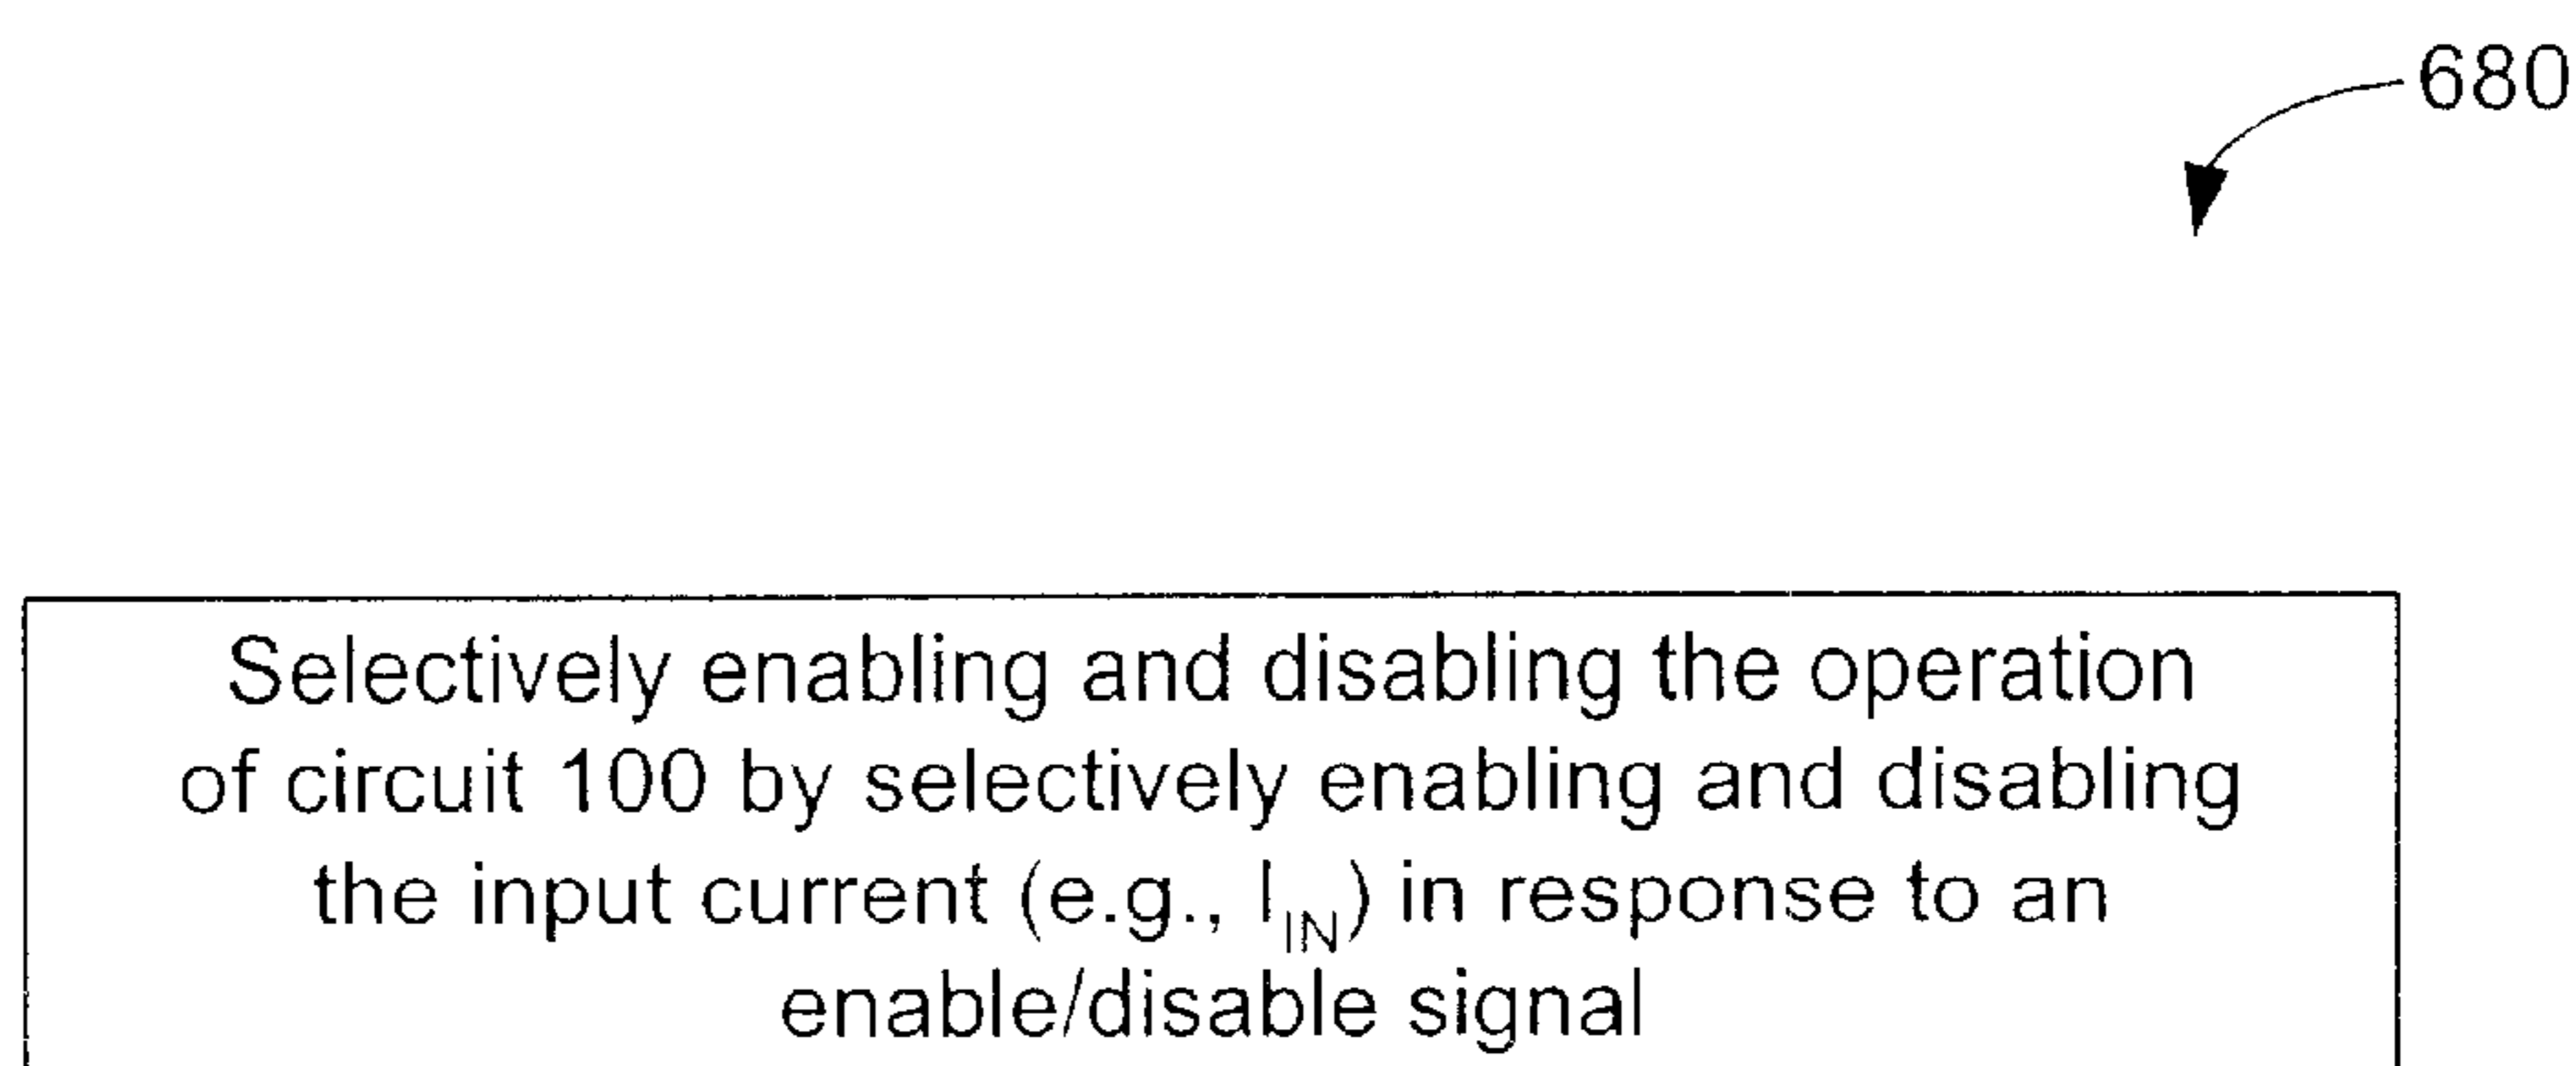 680
Selectively enabling and disabling the operation
of circuit 100 by selectively enabling and disabling
the input current (e.g., I_IN) in response to an
enable/disable signal